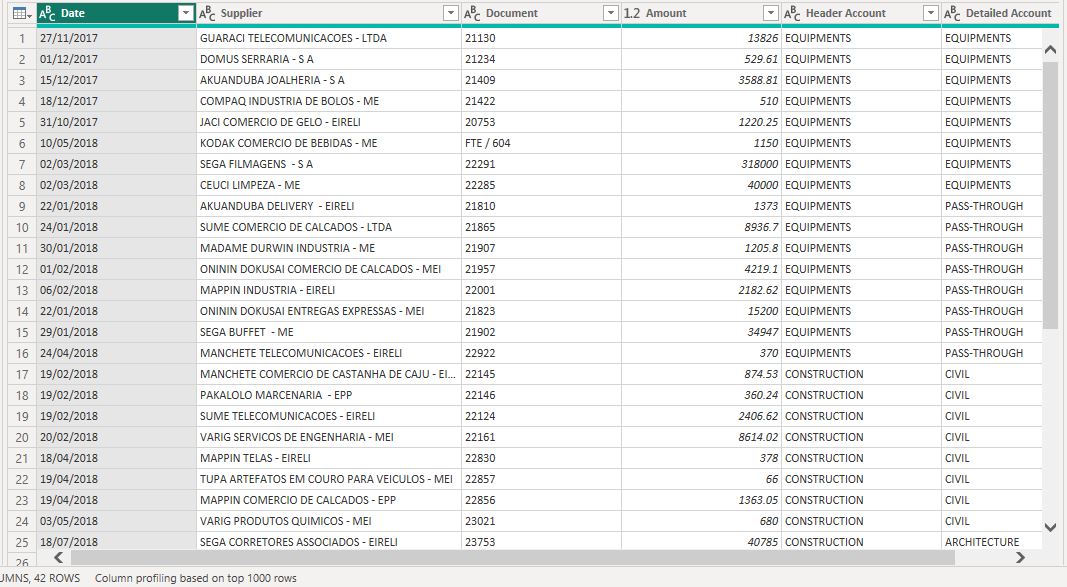 ABC Date ABC Supplier ABC Document 1.2 Amount ABC Header Account ABC Detailed Account
1 27/11/2017 GUARACI TELECOMUNICACOES - LTDA 21130 13826 EQUIPMENTS EQUIPMENTS
2 01/12/2017 DOMUS SERRARIA - S A 21234 529.61 EQUIPMENTS EQUIPMENTS
3 15/12/2017 AKUANDUBA JOALHERIA - S A 21409 3588.81 EQUIPMENTS EQUIPMENTS
4 18/12/2017 COMPAQ INDUSTRIA DE BOLOS - ME 21422 510 EQUIPMENTS EQUIPMENTS
5 31/10/2017 JACI COMERCIO DE GELO - EIRELI 20753 1220.25 EQUIPMENTS EQUIPMENTS
6 10/05/2018 KODAK COMERCIO DE BEBIDAS - ME FTE / 604 1150 EQUIPMENTS EQUIPMENTS
7 02/03/2018 SEGA FILMAGENS - S A 22291 318000 EQUIPMENTS EQUIPMENTS
8 02/03/2018 CEUCI LIMPEZA - ME 22285 40000 EQUIPMENTS EQUIPMENTS
9 22/01/2018 AKUANDUBA DELIVERY - EIRELI 21810 1373 EQUIPMENTS PASS-THROUGH
10 24/01/2018 SUME COMERCIO DE CALCADOS - LTDA 21865 8936.7 EQUIPMENTS PASS-THROUGH
11 30/01/2018 MADAME DURWIN INDUSTRIA - ME 21907 1205.8 EQUIPMENTS PASS-THROUGH
12 01/02/2018 ONININ DOKUSAI COMERCIO DE CALCADOS - MEI 21957 4219.1 EQUIPMENTS PASS-THROUGH
13 06/02/2018 MAPPIN INDUSTRIA - EIRELI 22001 2182.62 EQUIPMENTS PASS-THROUGH
14 22/01/2018 ONININ DOKUSAI ENTREGAS EXPRESSAS - MEI 21823 15200 EQUIPMENTS PASS-THROUGH
15 29/01/2018 SEGA BUFFET - ME 21902 34947 EQUIPMENTS PASS-THROUGH
16 24/04/2018 MANCHETE TELECOMUNICACOES - EIRELI 22922 370 EQUIPMENTS PASS-THROUGH
17 19/02/2018 MANCHETE COMERCIO DE CASTANHA DE CAJU - EI... 22145 874.53 CONSTRUCTION CIVIL
18 19/02/2018 PAKALOLO MARCENARIA - EPP 22146 360.24 CONSTRUCTION CIVIL
19 19/02/2018 SUME TELECOMUNICACOES - EIRELI 22124 2406.62 CONSTRUCTION CIVIL
20 20/02/2018 VARIG SERVICOS DE ENGENHARIA - MEI 22161 8614.02 CONSTRUCTION CIVIL
21 18/04/2018 MAPPIN TELAS - EIRELI 22830 378 CONSTRUCTION CIVIL
22 19/04/2018 TUPA ARTEFATOS EM COURO PARA VEICULOS - MEI 22857 66 CONSTRUCTION CIVIL
23 19/04/2018 MAPPIN COMERCIO DE CALCADOS - EPP 22856 1363.05 CONSTRUCTION CIVIL
24 03/05/2018 VARIG PRODUTOS QUIMICOS - MEI 23021 680 CONSTRUCTION CIVIL
25 18/07/2018 SEGA CORRETORES ASSOCIADOS - EIRELI 23753 40785 CONSTRUCTION ARCHITECTURE
26
UMNS, 42 ROWS Column profiling based on top 1000 rows